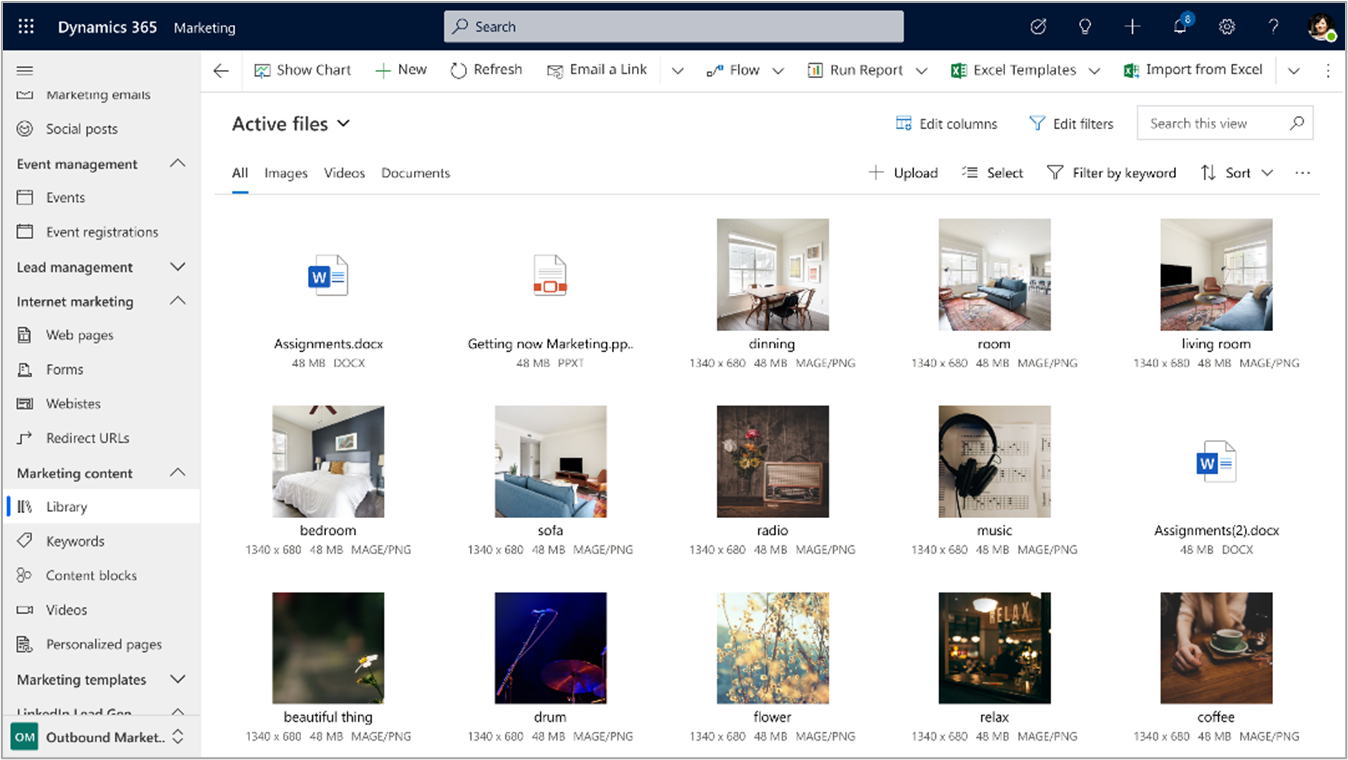 Dynamics 365 Marketing Search 8
Show Chart New Refresh Email a Link Flow Run Report Excel Templates Import from Excel
Marketing emails
Social posts
Event management
Events
Event registrations
Lead management
Internet marketing
Web pages
Forms
Webistes
Redirect URLs
Marketing content
Library
Keywords
Content blocks
Videos
Personalized pages
Marketing templates
LinkedIn Lead Gen
OM Outbound Market..
Active files Edit columns Edit filters Search this view
All Images Videos Documents Upload Select Filter by keyword Sort
W
Assignments.docx Getting now Marketing.pp.. dinning room living room
48 MB DOCX 48 MB PPXT 1340 x 680 48 MB MAGE/PNG 1340 x 680 48 MB MAGE/PNG 1340 x 680 48 MB MAGE/PNG
W
bedroom sofa radio music Assignments(2).docx
1340 x 680 48 MB MAGE/PNG 1340 x 680 48 MB MAGE/PNG 1340 x 680 48 MB MAGE/PNG 1340 x 680 48 MB MAGE/PNG 48 MB DOCX
RELAX
beautiful thing drum flower relax coffee
1340 x 680 48 MB MAGE/PNG 1340 x 680 48 MB MAGE/PNG 1340 x 680 48 MB MAGE/PNG 1340 x 680 48 MB MAGE/PNG 1340 x 680 48 MB MAGE/PNG